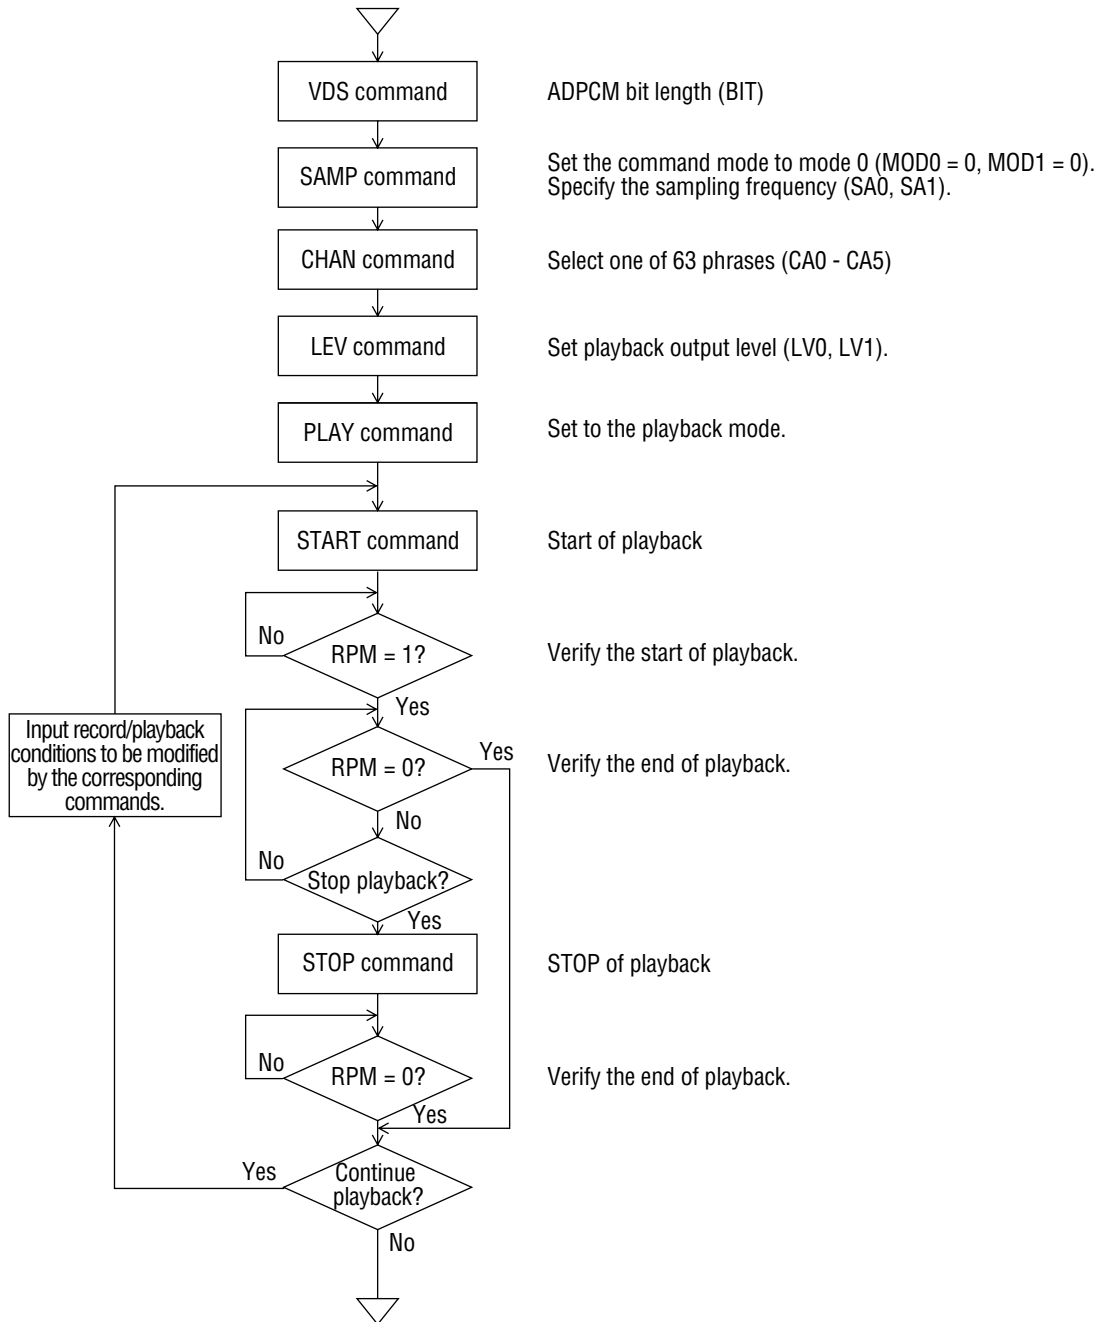 VDS command
ADPCM bit length (BIT)
SAMP command
Set the command mode to mode 0 (MOD0 = 0, MOD1 = 0).
Specify the sampling frequency (SA0, SA1).
CHAN command
Select one of 63 phrases (CA0 - CA5)
LEV command
Set playback output level (LV0, LV1).
PLAY command
Set to the playback mode.
START command
Start of playback
No
RPM = 1?
Verify the start of playback.
Yes
Input record/playback
conditions to be modified
by the corresponding
commands.
RPM = 0?
Yes
Verify the end of playback.
No
No
Stop playback?
Yes
STOP command
STOP of playback
No
RPM = 0?
Verify the end of playback.
Yes
Yes
Continue
playback?
No